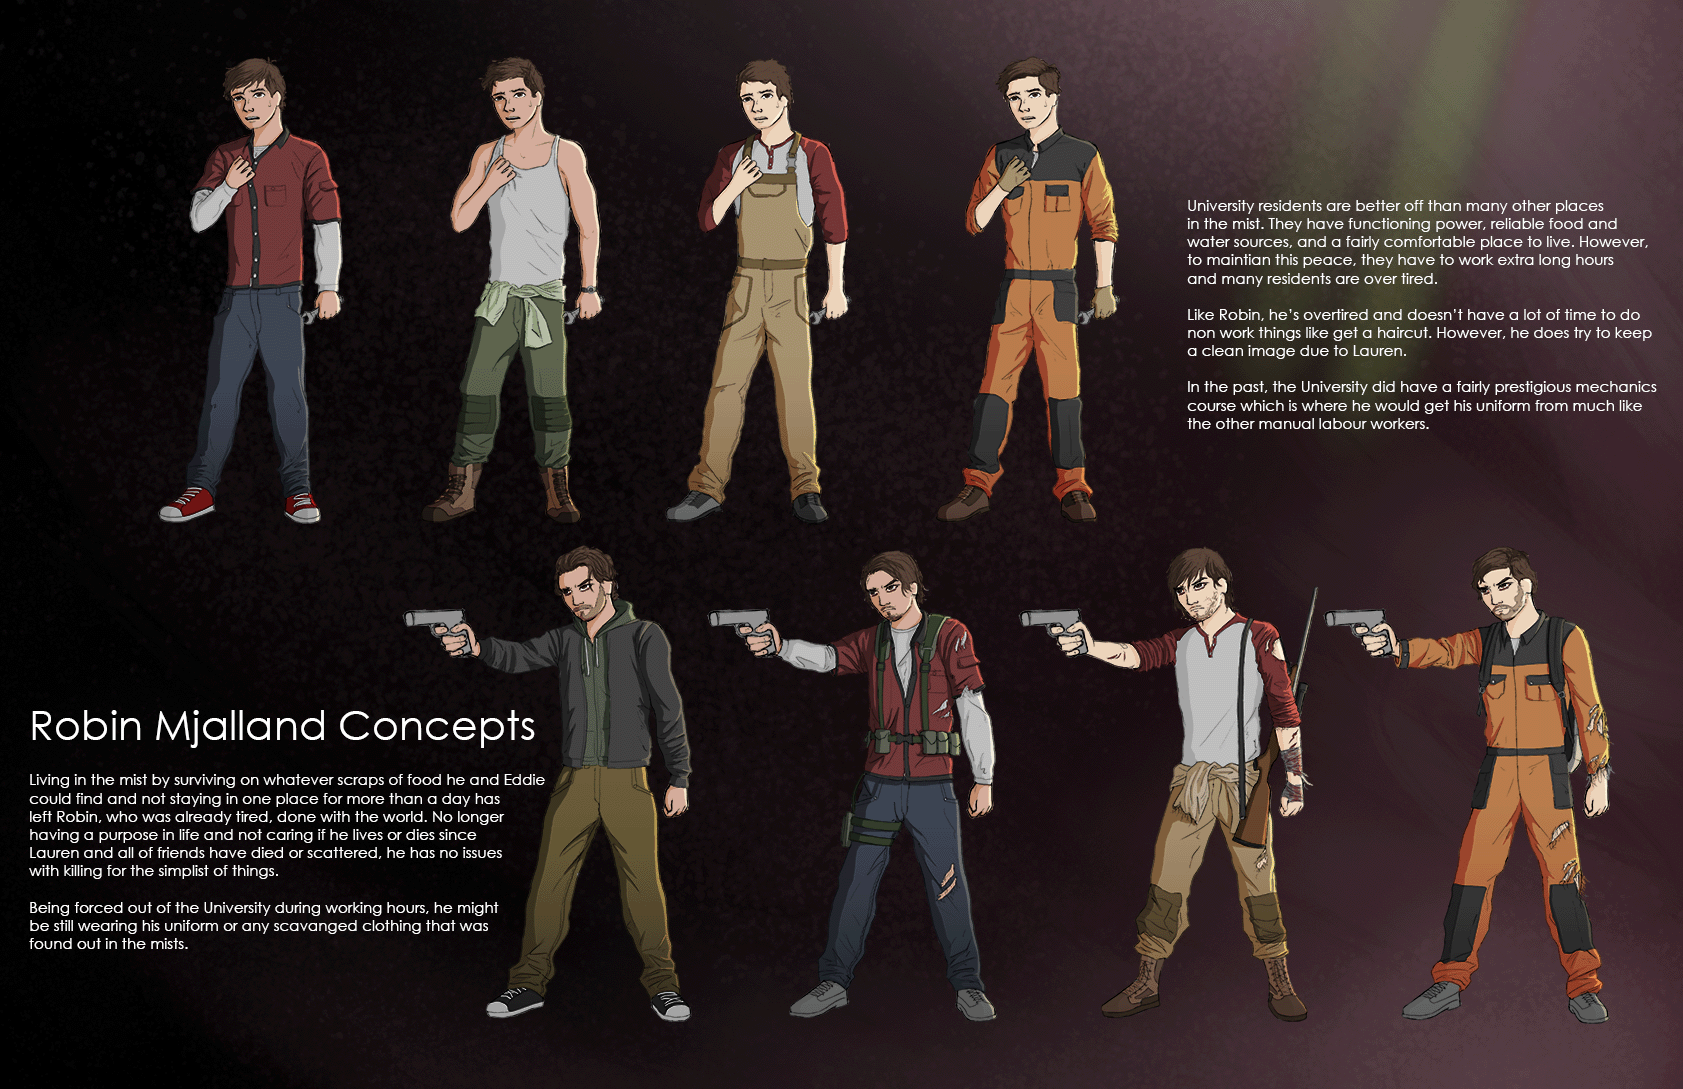 University residents are better off than many other places
in the mist. They have functioning power, reliable food and
water sources, and a fairly comfortable place to live. However,
to maintian this peace, they have to work extra long hours
and many residents are over tired.
Like Robin, he's overtired and doesn't have a lot of time to do
non work things like get a haircut. However, he does try to keep
a clean image due to Lauren.
In the past, the University did have a fairly prestigious mechanics
course which is where he would get his uniform from much like
the other manual labour workers.
Robin Mjalland Concepts
Living in the mist by surviving on whatever scraps of food he and Eddie
could find and not staying in one place for more than a day has
left Robin, who was already tired, done with the world. No longer
having a purpose in life and not caring if he lives or dies since
Lauren and all of friends have died or scattered, he has no issues
with killing for the simplist of things.
Being forced out of the University during working hours, he might
be still wearing his uniform or any scavanged clothing that was
found out in the mists.